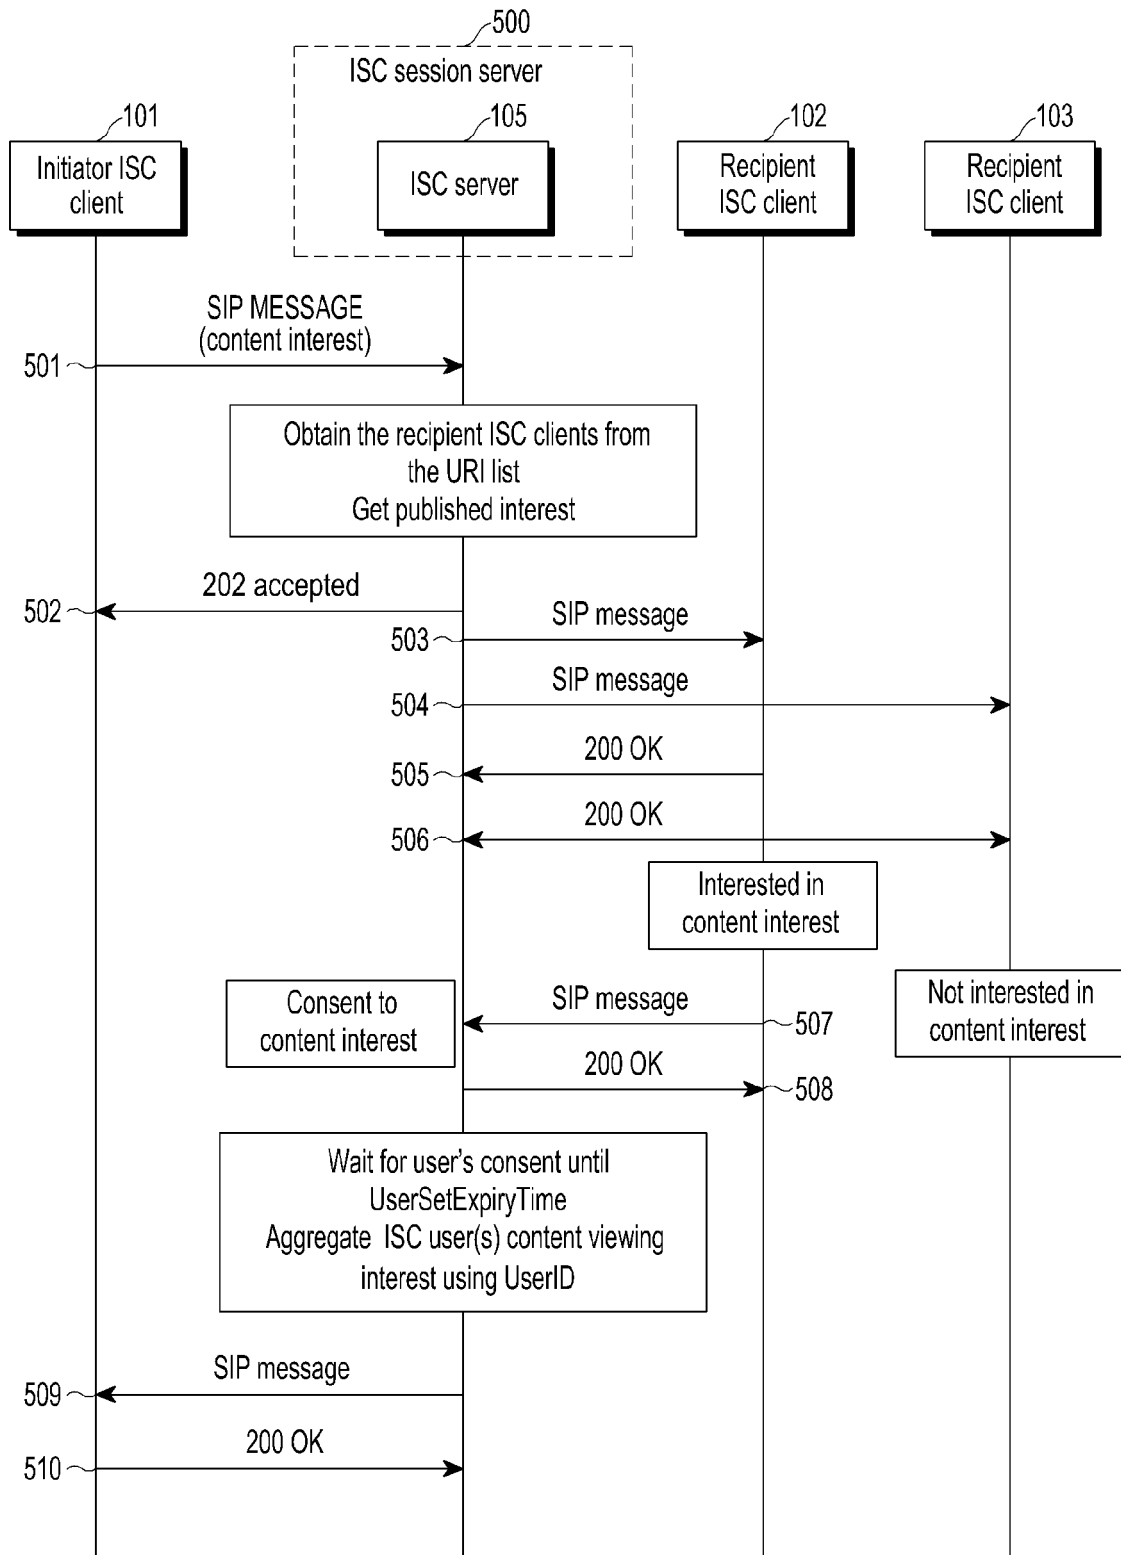 500
ISC session server
101
105
102
103
Initiator ISC
client
ISC server
Recipient
ISC client
Recipient
ISC client
SIP MESSAGE
(content interest)
501
Obtain the recipient ISC clients from
the URI list
Get published interest
202 accepted
502
SIP message
503
SIP message
504
200 OK
505
200 OK
506
Interested in
content interest
Not interested in
content interest
Consent to
content interest
SIP message
507
200 OK
508
Wait for user's consent until
UserSetExpiryTime
Aggregate ISC user(s) content viewing
interest using UserID
SIP message
509
200 OK
510